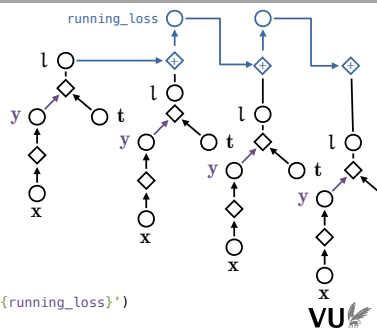 running_loss
l
+
+
+
l
l
l
y
t
y
t
y
t
y
x
x
x
x
{running_loss}')
VU